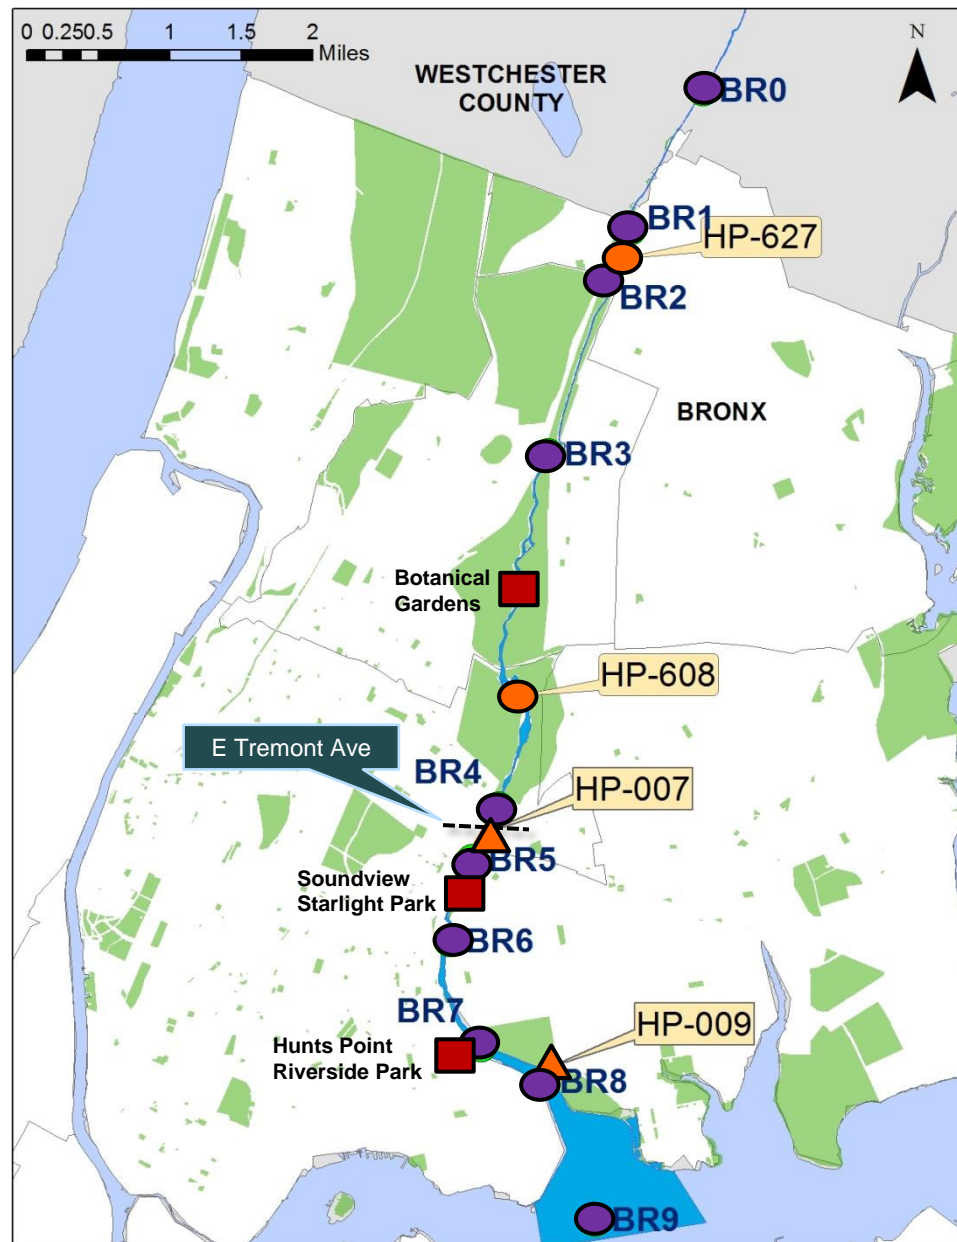 0 0.25 0.5 1 1.5 2
Miles
N
WESTCHESTER
COUNTY
BR0
BR1
HP-627
BR2
BRONX
BR3
Botanical
Gardens
HP-608
E Tremont Ave
BR4
HP-007
BR5
Soundview
Starlight Park
BR6
BR7
HP-009
Hunts Point
Riverside Park
BR8
BR9